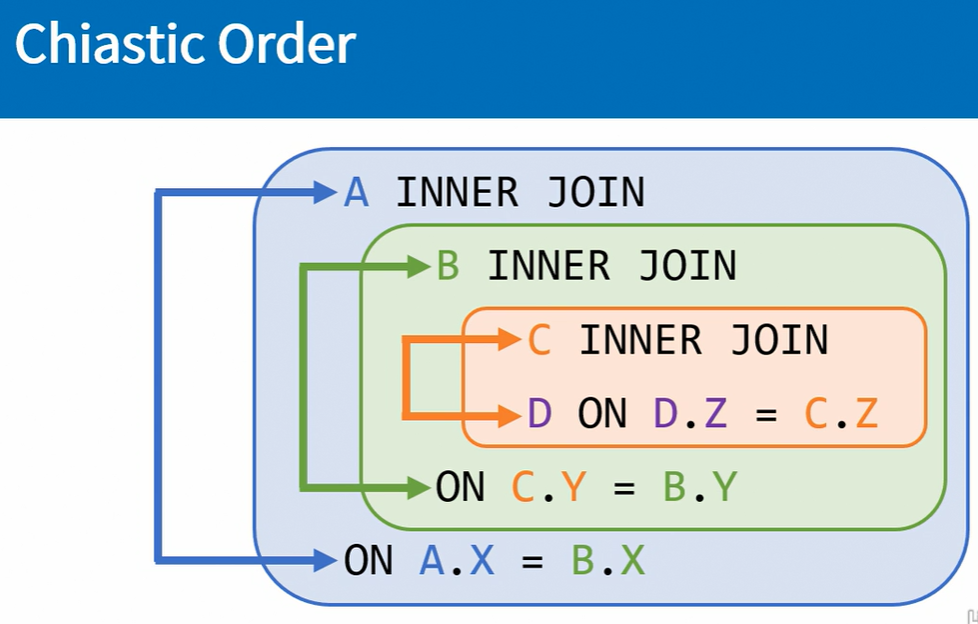 Chiastic Order
A INNER JOIN
B INNER JOIN
C INNER JOIN
D ON D.Z = C.Z
ON C.Y = B.Y
ON A.X = B.X